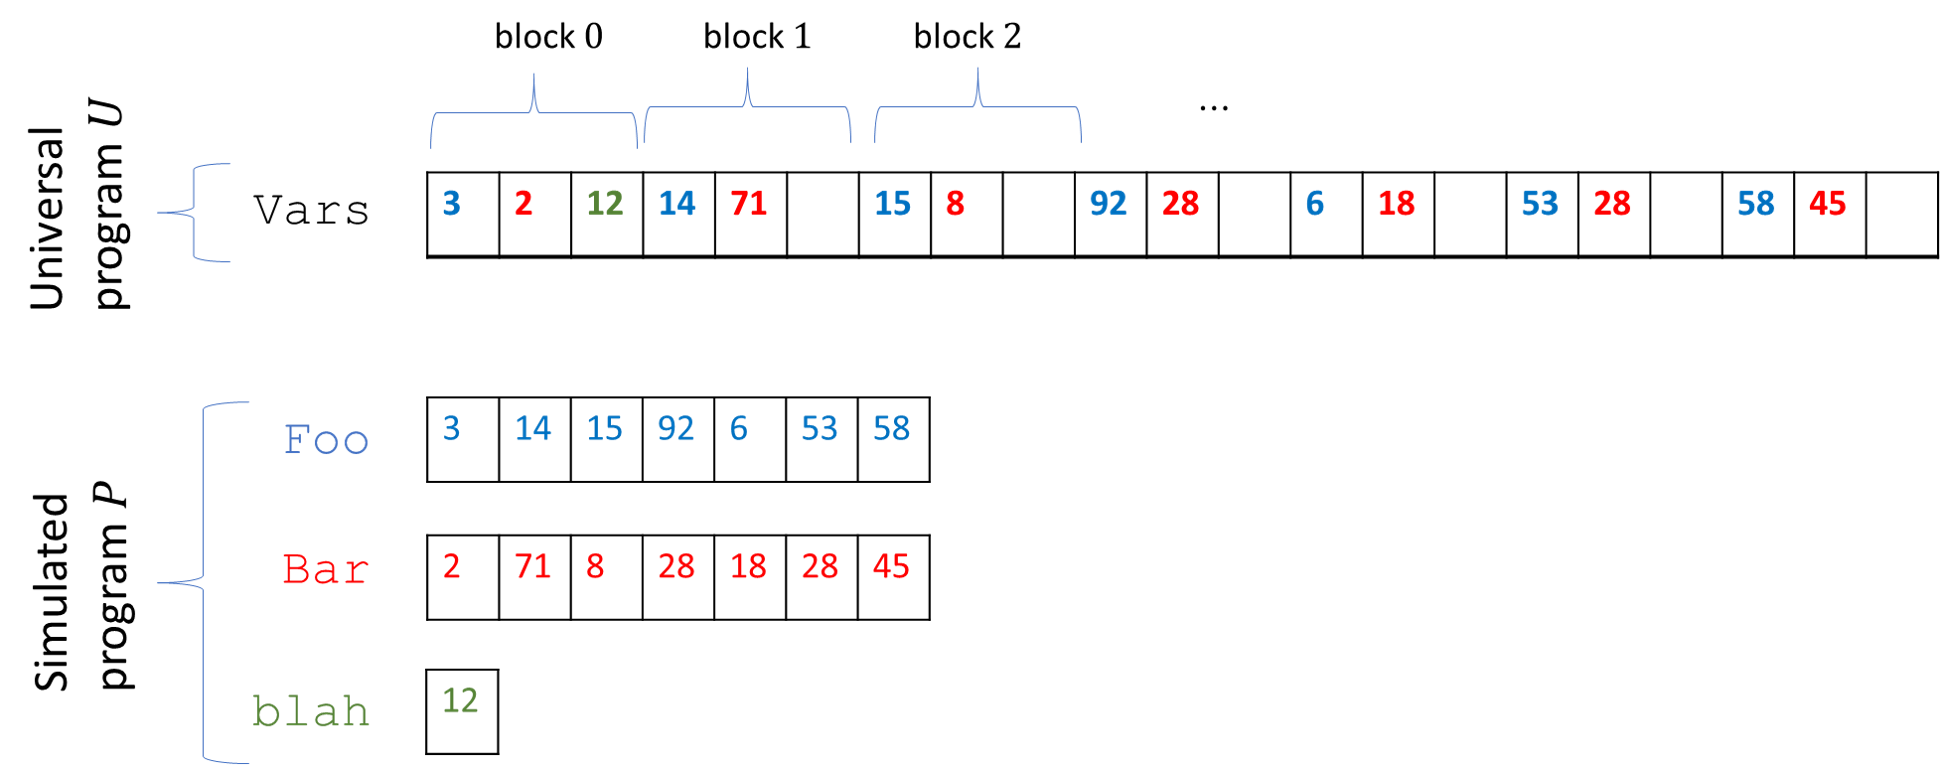 block 0 block 1 block 2
...
Universal
program U
Vars 3 2 12 14 71 15 8 92 28 6 18 53 28 58 45
Simulated
program P
Foo 3 14 15 92 6 53 58
Bar 2 71 8 28 18 28 45
blah 12